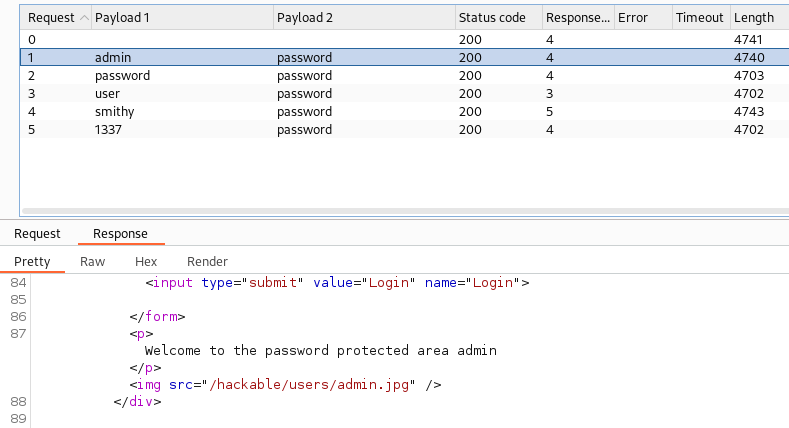 Request Payload 1 Payload 2 Status code Response... Error Timeout Length
0 200 4 4741
1 admin password 200 4 4740
2 password password 200 4 4703
3 user password 200 3 4702
4 smithy password 200 5 4743
5 1337 password 200 4 4702
Request Response
Pretty Raw Hex Render
84 <input type="submit" value="Login" name="Login">
85
86 </form>
87 <p>
Welcome to the password protected area admin
</p>
<img src="/hackable/users/admin.jpg" />
88 </div>
89